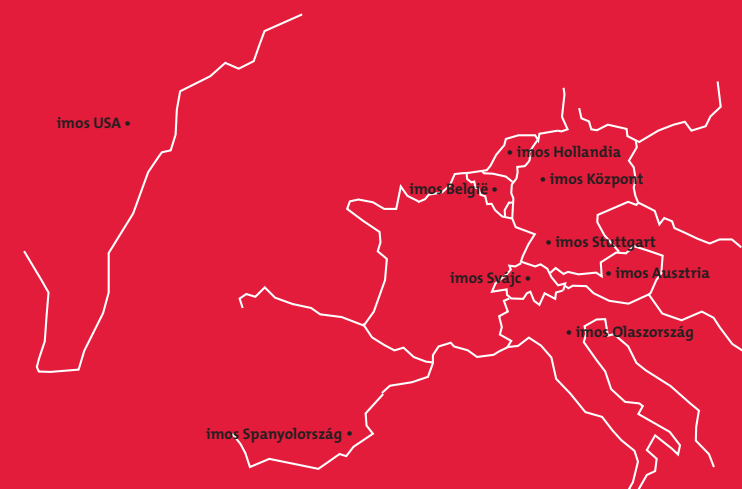 imos USA
imos Hollandia
imos Központ
imos België
imos Stuttgart
imos Ausztria
imos Svájc
imos Olaszország
imos Spanyolország